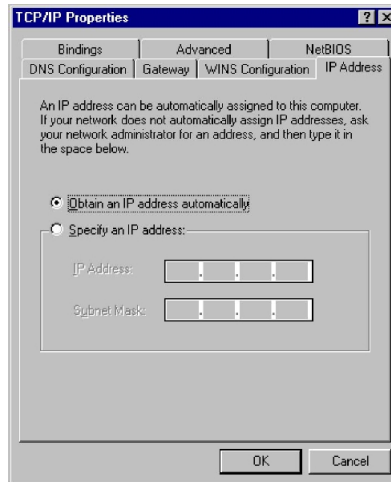 TCP/IP Properties
Bindings Advanced NetBIOS
DNS Configuration Gateway WINS Configuration IP Address
An IP address can be automatically assigned to this computer.
If your network does not automatically assign IP addresses, ask
your network administrator for an address, and then type it in
the space below.
Obtain an IP address automatically
Specify an IP address:
IP Address:
. . .
Subnet Mask:
. . .
OK Cancel